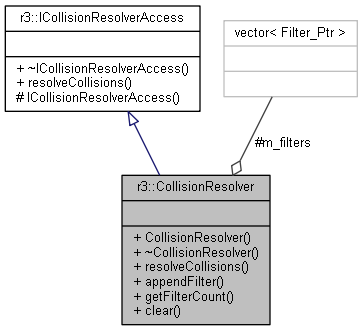 r3::ICollisionResolverAccess
+ ~ICollisionResolverAccess()
+ resolveCollisions()
# ICollisionResolverAccess()
vector< Filter_Ptr >
#m_filters
r3::CollisionResolver
+ CollisionResolver()
+ ~CollisionResolver()
+ resolveCollisions()
+ appendFilter()
+ getFilterCount()
+ clear()